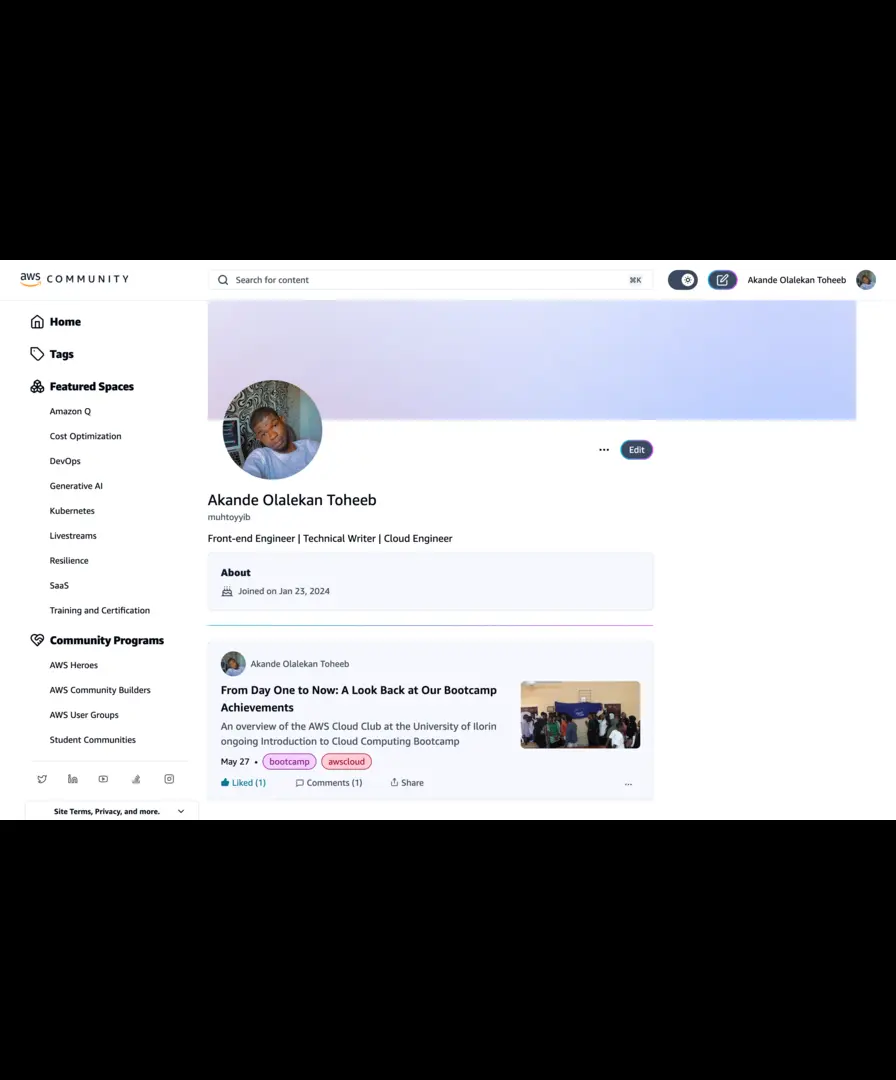 aws COMMUNITY
Search for content
⌘K
Akande Olalekan Toheeb
Home
Tags
Featured Spaces
Amazon Q
Cost Optimization
DevOps
Generative AI
Kubernetes
Livestreams
Resilience
SaaS
Training and Certification
Community Programs
AWS Heroes
AWS Community Builders
AWS User Groups
Student Communities
Site Terms, Privacy, and more.
Edit
Akande Olalekan Toheeb
muhtoyyib
Front-end Engineer | Technical Writer | Cloud Engineer
About
Joined on Jan 23, 2024
Akande Olalekan Toheeb
From Day One to Now: A Look Back at Our Bootcamp
Achievements
An overview of the AWS Cloud Club at the University of Ilorin
ongoing Introduction to Cloud Computing Bootcamp
May 27 • bootcamp awscloud
Liked (1) Comments (1) Share